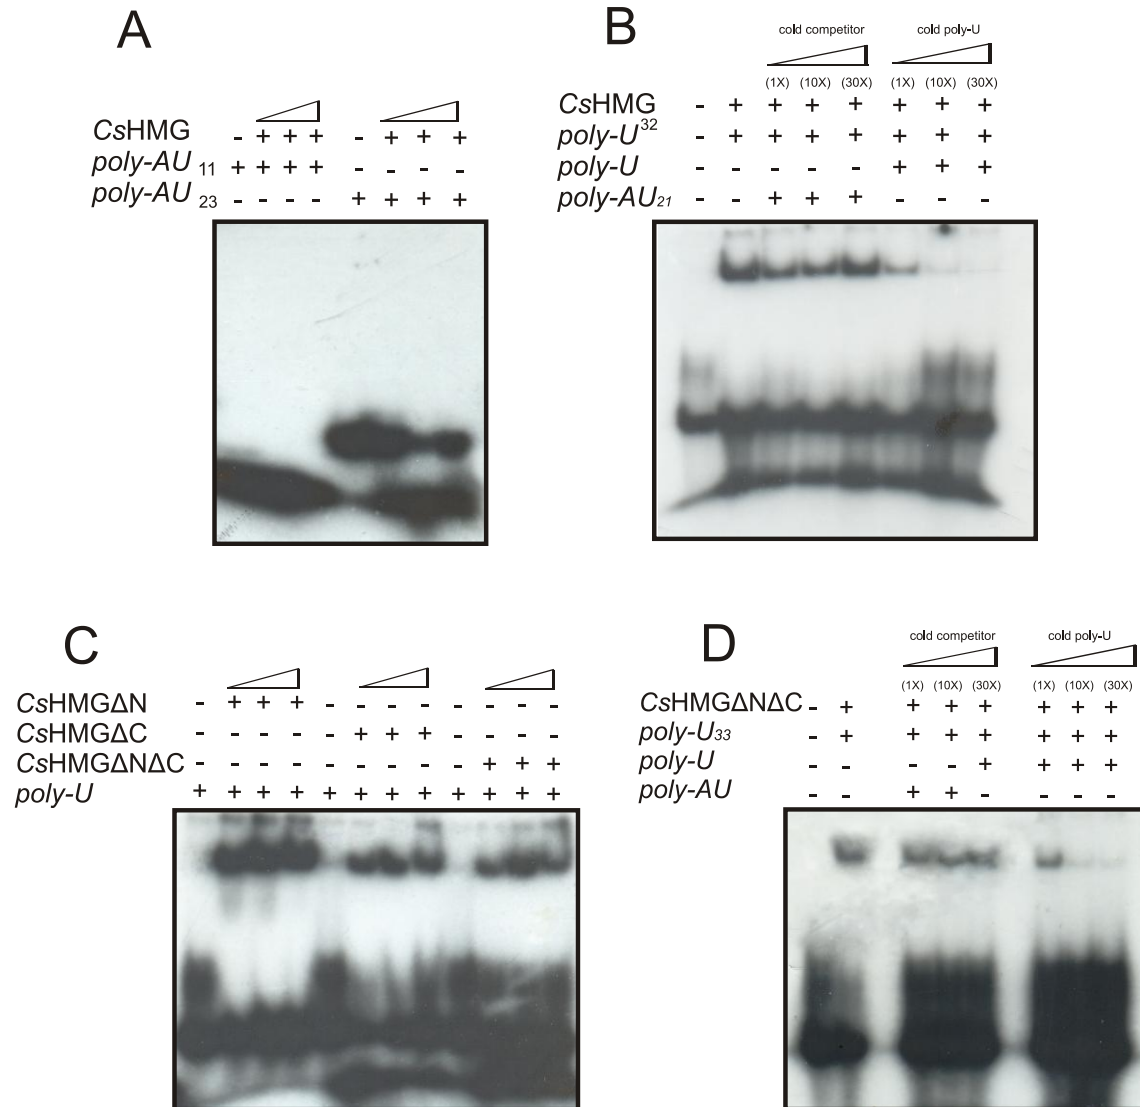 A
CsHMG - + + + - + + +
poly-AU 11 + + + + - - - -
poly-AU 23 - - - - + + + +
B
cold competitor cold poly-U
(1X) (10X) (30X) (1X) (10X) (30X)
CsHMG - + + + + + + +
poly-U32 - + + + + + + +
poly-U - - - - - + + +
poly-AU21 - - + + + - - -
C
CsHMGΔN - + + + - - - - - - - -
CsHMGΔC - - - - - + + + - - - -
CsHMGΔNΔC - - - - - - - - - + + +
poly-U + + + + + + + + + + + +
D
cold competitor cold poly-U
(1X) (10X) (30X) (1X) (10X) (30X)
CsHMGΔNΔC - + + + + + + +
poly-U33 - + + + + + + +
poly-U - - - - + + + +
poly-AU - - + + - - - -